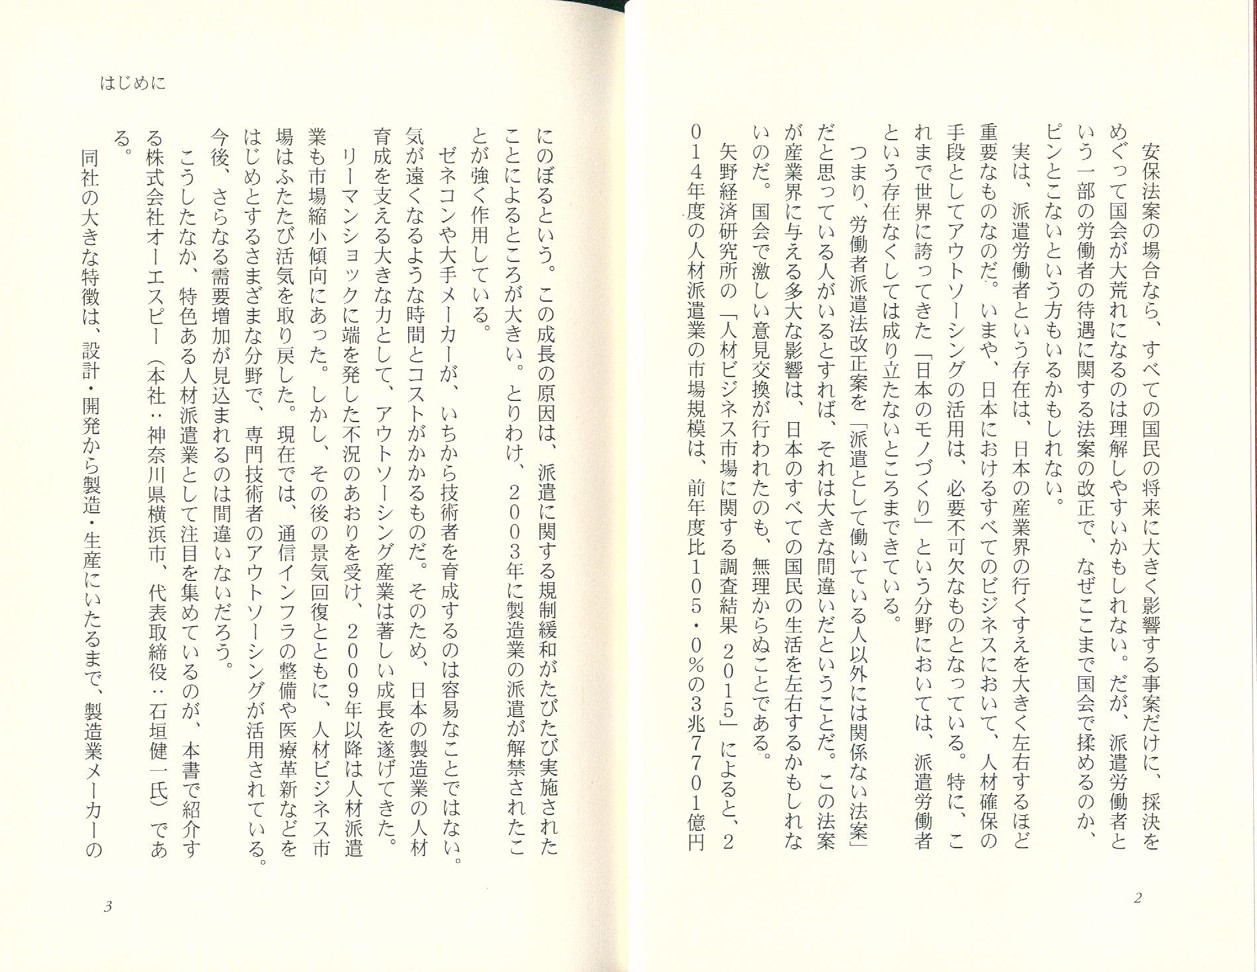 安保法案の場合なら、すべての国民の将来に大きく影響する事案だけに、採決を
めぐって国会が大荒れになるのは理解しやすいかもしれない。だが、派遣労働者と
いう一部の労働者の待遇に関する法案の改正で、なぜここまで国会で揉めるのか、
ピンとこないという方もいるかもしれない。
実は、派遣労働者という存在は、日本の産業界の行くすえを大きく左右するほど
重要なものなのだ。いまや、日本におけるすべてのビジネスにおいて、人材確保の
手段としてアウトソーシングの活用は、必要不可欠なものとなっている。特に、こ
れまで世界に誇ってきた「日本のモノづくり」という分野においては、派遣労働者
という存在なくしては成り立たないところまできている。
つまり、労働者派遣法改正案を「派遣として働いている人以外には関係ない法案」
だと思っている人がいるとすれば、それは大きな間違いだということだ。この法案
が産業界に与える多大な影響は、日本のすべての国民の生活を左右するかもしれな
いのだ。国会で激しい意見交換が行われたのも、無理からぬことである。
矢野経済研究所の「人材ビジネス市場に関する調査結果2015」によると、2
014年度の人材派遣業の市場規模は、前年度比105・0%の3兆7701億円
2
はじめに
にのぼるという。この成長の原因は、派遣に関する規制緩和がたびたび実施された
ことによるところが大きい。とりわけ、2003年に製造業の派遣が解禁されたこ
とが強く作用している。
ゼネコンや大手メーカーが、いちから技術者を育成するのは容易なことではない。
気が遠くなるような時間とコストがかかるものだ。そのため、日本の製造業の人材
育成を支える大きな力として、アウトソーシング産業は著しい成長を遂げてきた。
リーマンショックに端を発した不況のあおりを受け、2009年以降は人材派遣
業も市場縮小傾向にあった。しかし、その後の景気回復とともに、人材ビジネス市
場はふたたび活気を取り戻した。現在では、通信インフラの整備や医療革新などを
はじめとするさまざまな分野で、専門技術者のアウトソーシングが活用されている。
今後、さらなる需要増加が見込まれるのは間違いないだろう。
こうしたなか、特色ある人材派遣業として注目を集めているのが、本書で紹介す
る株式会社オーエスピー（本社：神奈川県横浜市、代表取締役：石垣健一氏）であ
る。
同社の大きな特徴は、設計・開発から製造・生産にいたるまで、製造業メーカーの
3